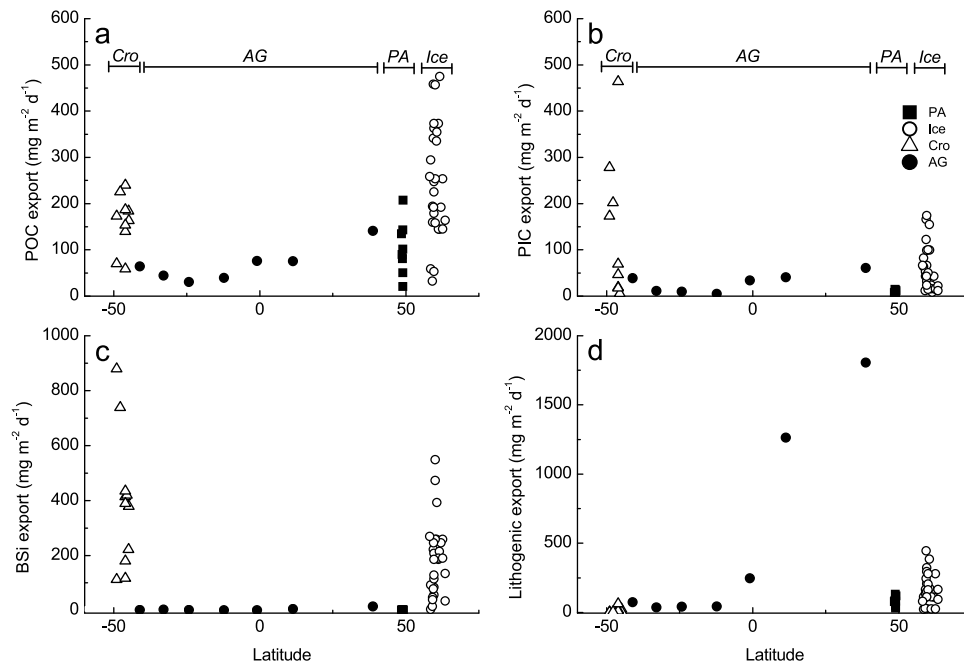 a
Cro AG PA Ice
600
500
400
300
200
100
0
-50 0 50
POC export (mg m⁻² d⁻¹)
b
Cro AG PA Ice
600
500
400
300
200
100
0
-50 0 50
PIC export (mg m⁻² d⁻¹)
PA
Ice
Cro
AG
c
1000
800
600
400
200
0
-50 0 50
BSi export (mg m⁻² d⁻¹)
Latitude
d
2000
1500
1000
500
0
-50 0 50
Lithogenic export (mg m⁻² d⁻¹)
Latitude